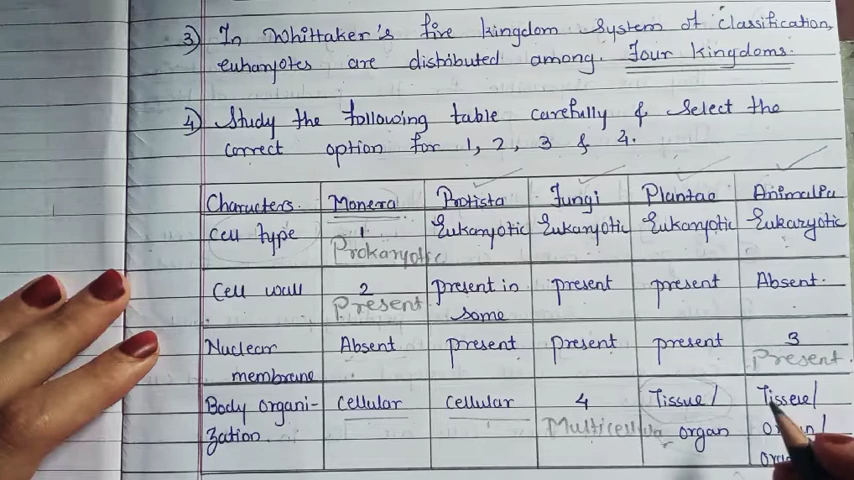 3) In Whittaker's five kingdom System of classification,
eukaryotes are distributed among. Four kingdoms.
4) Study the following table carefully & select the
correct option for 1, 2, 3 & 4.
Characters. Monera Protista Fungi Plantae Animalia
Cell type 1 Eukanyotic Eukanyotic Eukanyotic Eukaryotic
Prokaryotic
Cell wall 2 present in present present Absent.
Present. some
Nuclear Absent present present present 3
membrane Present.
Body organi- cellular cellular 4 Tissue/ Tissue/
zation. Multicellular organ